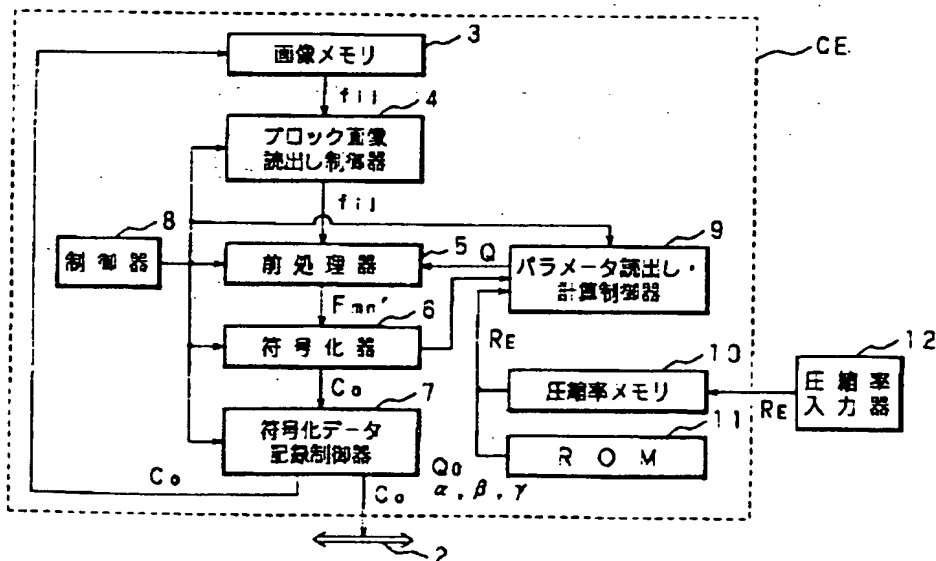 3
画像メモリ
CE
fij
4
ブロック画像
読出し制御器
fij
8
制御器
5
前処理器
Q
9
パラメータ読出し・
計算制御器
Fmn'
6
符号化器
RE
10
圧縮率メモリ
12
圧縮率
入力器
RE
Co
7
符号化データ
記録制御器
11
ROM
Co
Qo
α, β, γ
Co
2